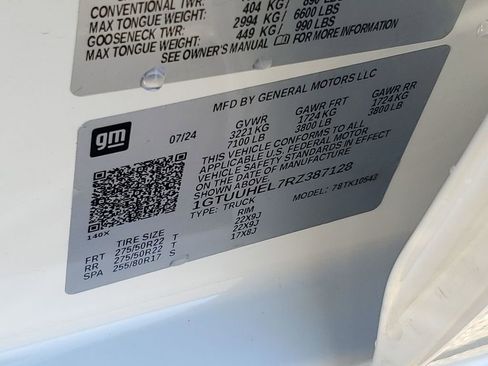 CONVENTIONAL TWR:
404 KG/ 890 LBS
MAX TONGUE WEIGHT:
2994 KG/ 6600 LBS
GOOSENECK TWR:
449 KG/ 990 LBS
MAX TONGUE WEIGHT:
SEE OWNER'S MANUAL FOR MORE INFORMATION
MFD BY GENERAL MOTORS LLC
gm
07/24
GVWR GAWR FRT GAWR RR
3221 KG 1724 KG 1724 KG
7100 LB 3800 LB 3800 LB
THIS VEHICLE CONFORMS TO ALL
APPLICABLE U.S. FEDERAL MOTOR
VEHICLE SAFETY STANDARDS IN EFFECT
ON THE DATE OF MANUFACTURE
SHOWN ABOVE.
1GTUUHEL7RZ387128
TYPE: TRUCK MODEL: 78TK10543
140X
TIRE SIZE RIM
FRT 275/50R22 T 22X9J
RR 275/50R22 T 22X9J
SPA 255/80R17 S 17X8J